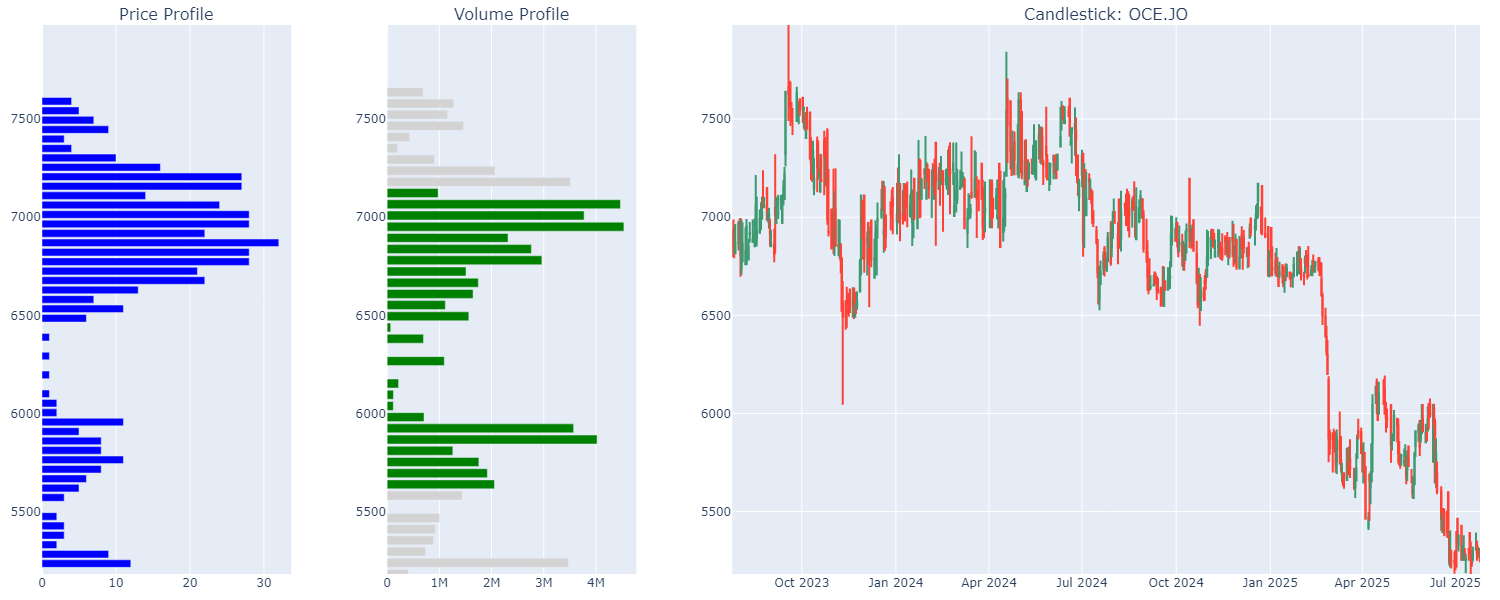 Price Profile
Volume Profile
Candlestick: OCE.JO
7500
7000
6500
6000
5500
0
10
20
30
7500
7000
6500
6000
5500
0
1M
2M
3M
4M
7500
7000
6500
6000
5500
Oct 2023
Jan 2024
Apr 2024
Jul 2024
Oct 2024
Jan 2025
Apr 2025
Jul 2025